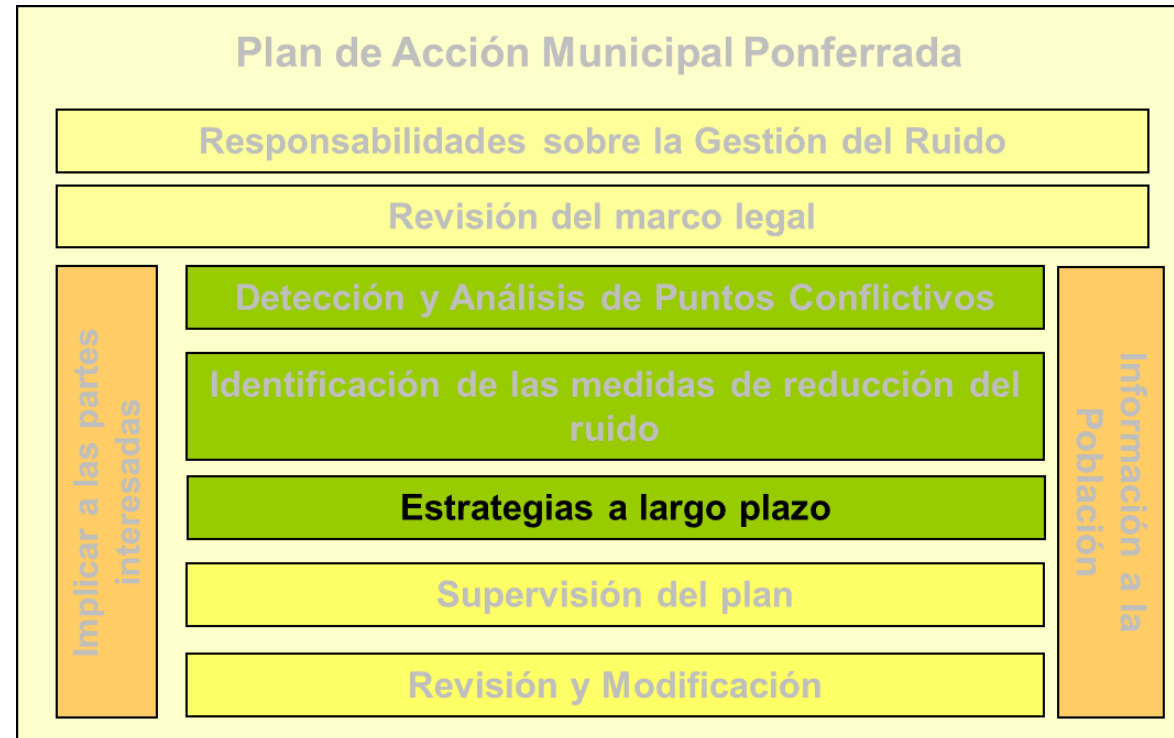 Plan de Acción Municipal Ponferrada
Responsabilidades sobre la Gestión del Ruido
Revisión del marco legal
Implicar a las partes
interesadas
Detección y Análisis de Puntos Conflictivos
Identificación de las medidas de reducción del
ruido
Estrategias a largo plazo
Supervisión del plan
Revisión y Modificación
Información a la
Población